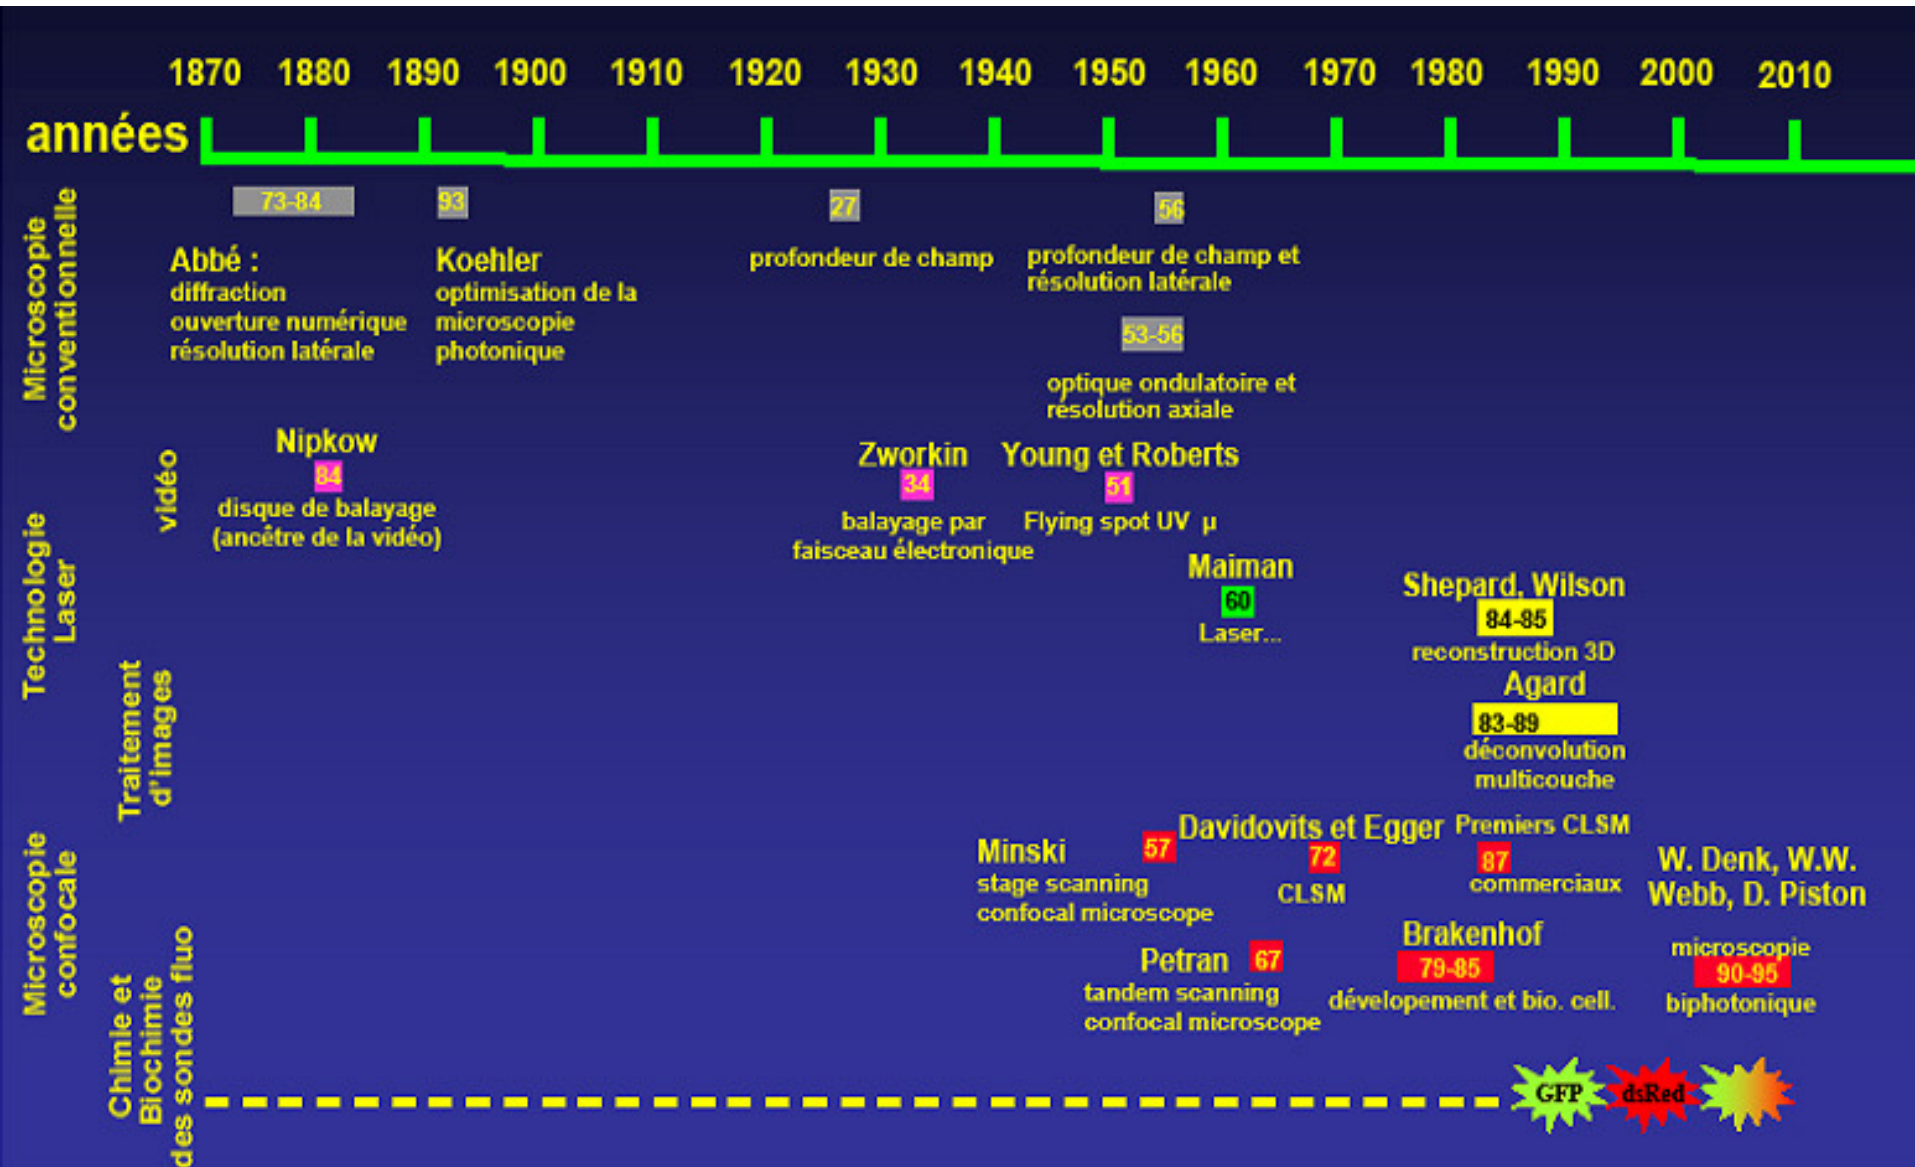 1870 1880 1890 1900 1910 1920 1930 1940 1950 1960 1970 1980 1990 2000 2010
années
Microscopie
conventionnelle
73-84
Abbé :
diffraction
ouverture numérique
résolution latérale
93
Koehler
optimisation de la
microscopie
photonique
27
profondeur de champ
56
profondeur de champ et
résolution latérale
53-56
optique ondulatoire et
résolution axiale
vidéo
Nipkow
84
disque de balayage
(ancêtre de la vidéo)
Zworkin
34
balayage par
faisceau électronique
Young et Roberts
51
Flying spot UV µ
Technologie
Laser
Maiman
60
Laser...
Traitement
d'images
Shepard, Wilson
84-85
reconstruction 3D
Agard
83-89
déconvolution
multicouche
Microscopie
confocale
Minski
57
stage scanning
confocal microscope
Davidovits et Egger
72
CLSM
Premiers CLSM
87
commerciaux
W. Denk, W.W.
Webb, D. Piston
microscopie
90-95
biphotonique
Petran
67
tandem scanning
confocal microscope
Brakenhof
79-85
dévelopement et bio. cell.
Chimie et
Biochimie
des sondes fluo
GFP
dsRed